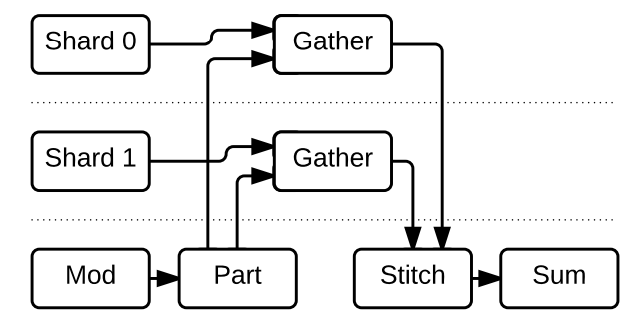 Shard 0
Gather
Shard 1
Gather
Mod
Part
Stitch
Sum